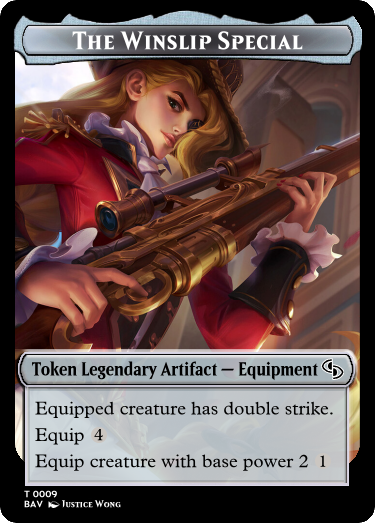 The Winslip Special
Token Legendary Artifact — Equipment
Equipped creature has double strike.
Equip 4
Equip creature with base power 2 1
T 0009
BAV Justice Wong